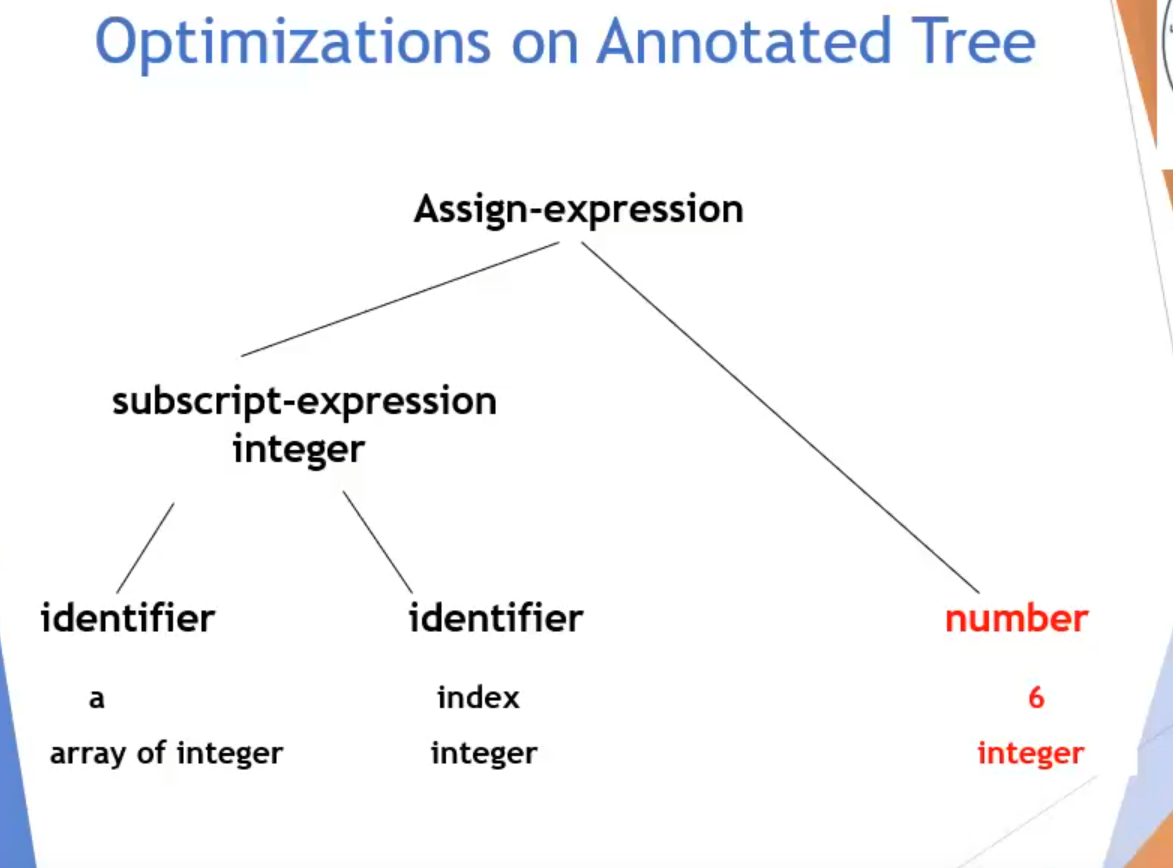 Optimizations on Annotated Tree
Assign-expression
subscript-expression
integer
identifier
identifier
number
a
index
6
array of integer
integer
integer